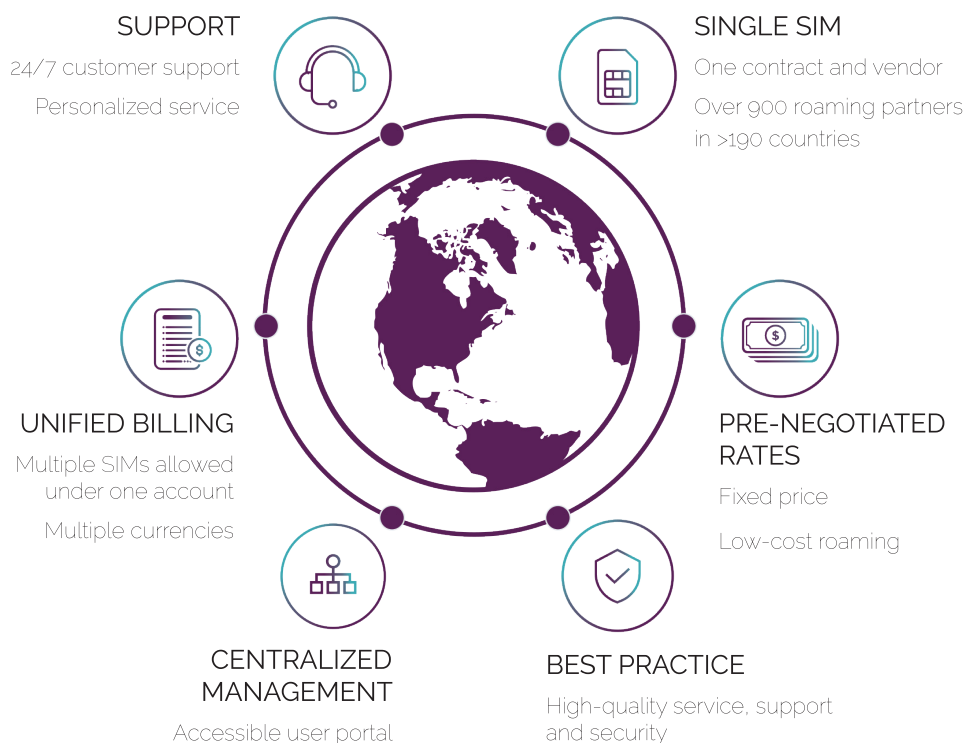 SUPPORT
24/7 customer support
Personalized service
SINGLE SIM
One contract and vendor
Over 900 roaming partners
in >190 countries
$
UNIFIED BILLING
Multiple SIMs allowed
under one account
Multiple currencies
$
PRE-NEGOTIATED
RATES
Fixed price
Low-cost roaming
CENTRALIZED
MANAGEMENT
Accessible user portal
BEST PRACTICE
High-quality service, support
and security